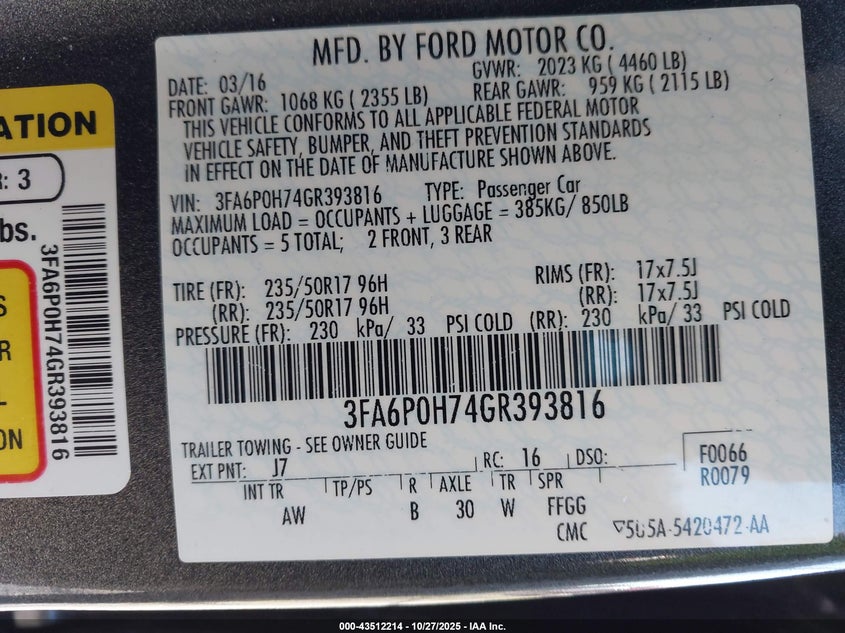 ATION
R: 3
bs.
S
R
L
ON
3FA6P0H74GR393816
MFD. BY FORD MOTOR CO.
DATE: 03/16 GVWR: 2023 KG ( 4460 LB)
FRONT GAWR: 1068 KG ( 2355 LB) REAR GAWR: 959 KG ( 2115 LB)
THIS VEHICLE CONFORMS TO ALL APPLICABLE FEDERAL MOTOR
VEHICLE SAFETY, BUMPER, AND THEFT PREVENTION STANDARDS
IN EFFECT ON THE DATE OF MANUFACTURE SHOWN ABOVE.
VIN: 3FA6P0H74GR393816 TYPE: Passenger Car
MAXIMUM LOAD = OCCUPANTS + LUGGAGE = 385KG/ 850LB
OCCUPANTS = 5 TOTAL; 2 FRONT, 3 REAR
TIRE (FR): 235/50R17 96H RIMS (FR): 17x7.5J
(RR): 235/50R17 96H (RR): 17x7.5J
PRESSURE (FR): 230 kPa/ 33 PSI COLD (RR): 230 kPa/ 33 PSI COLD
3FA6P0H74GR393816
TRAILER TOWING - SEE OWNER GUIDE
EXT PNT: J7 RC: 16 DSO: F0066
R0079
INT TR TP/PS R AXLE TR SPR
AW B 30 W FFGG
CMC 5U5A-5420472-AA
000-43512214 - 10/27/2025 - IAA Inc.